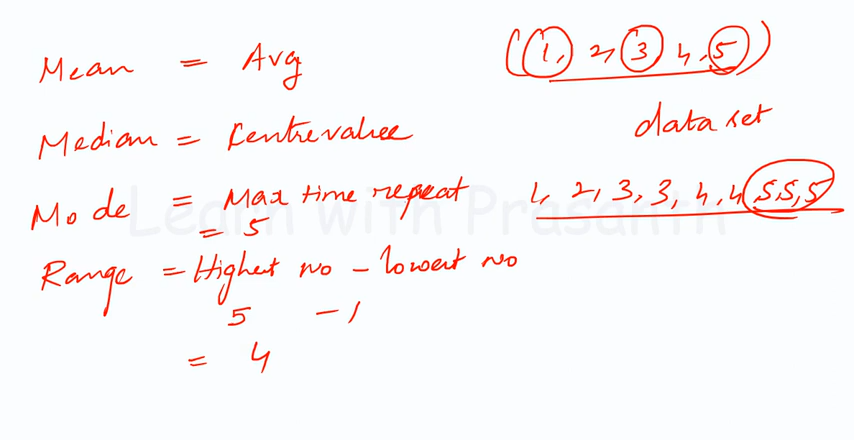 Mean = Avg
((1, 2, 3, 4, 5))
Median = Centre value
data set
Mode = Max time repeat
= 5
1, 2, 3, 3, 4, 4, 5, 5, 5
Learn with Prasanth
Range = Highest no - lowest no
5 - 1
= 4